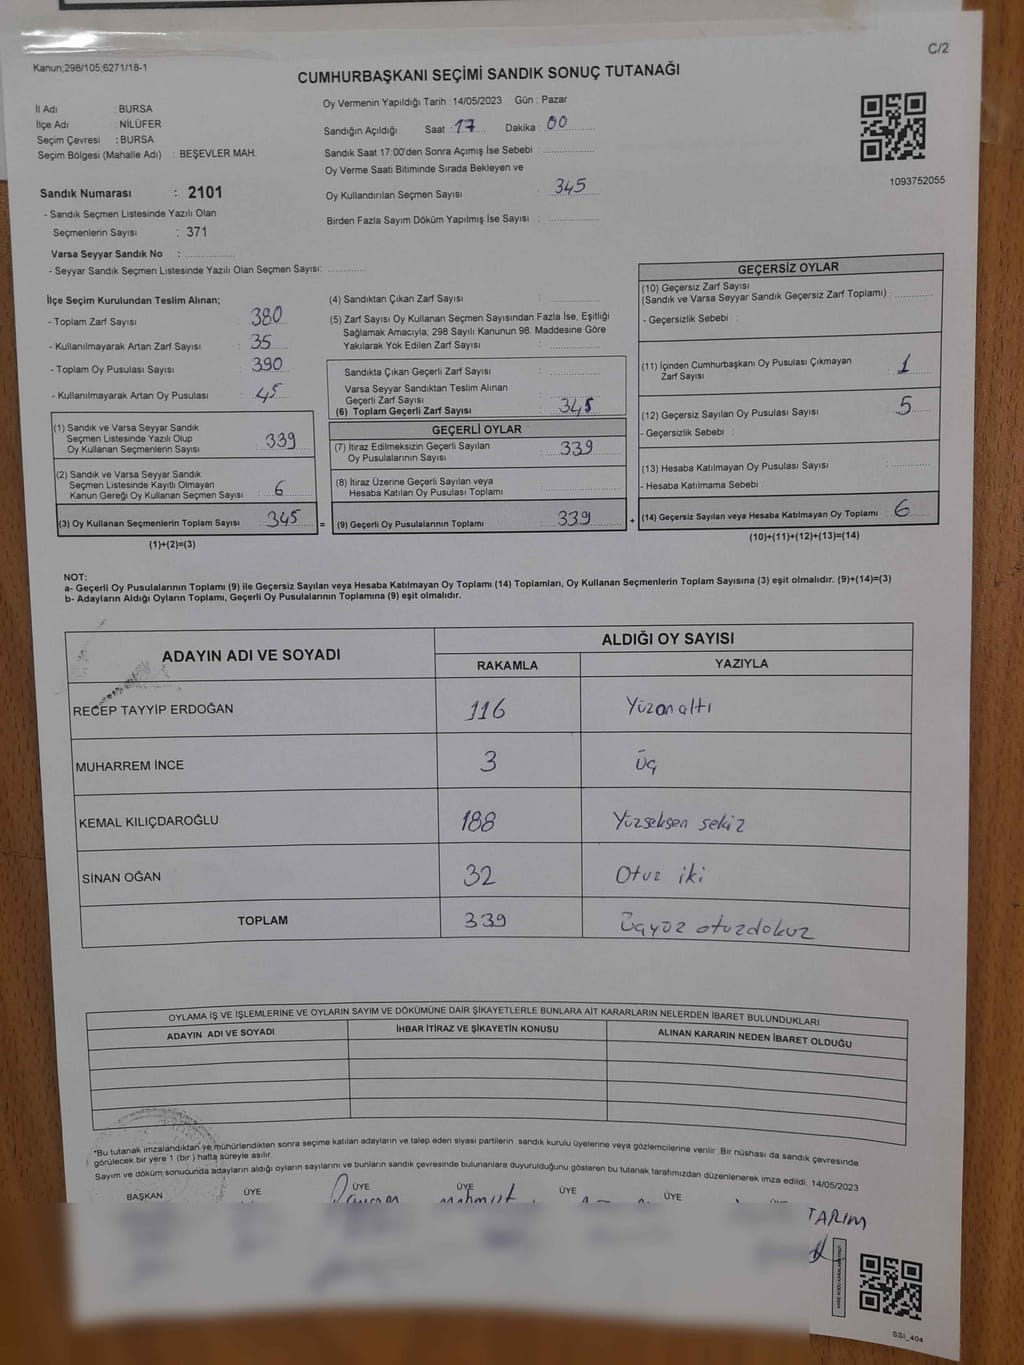 C/2
Kanun;298/105;6271/18-1
CUMHURBAŞKANI SEÇİMİ SANDIK SONUÇ TUTANAĞI
İl Adı : BURSA
İlçe Adı : NİLÜFER
Seçim Çevresi : BURSA
Seçim Bölgesi (Mahalle Adı) : BEŞEVLER MAH.
Sandık Numarası : 2101
- Sandık Seçmen Listesinde Yazılı Olan
Seçmenlerin Sayısı : 371
Varsa Seyyar Sandık No :
- Seyyar Sandık Seçmen Listesinde Yazılı Olan Seçmen Sayısı:
Oy Vermenin Yapıldığı Tarih : 14/05/2023 Gün : Pazar
Sandığın Açıldığı Saat : 17 Dakika : 00
Sandık Saat 17:00'den Sonra Açımış İse Sebebi :
Oy Verme Saati Bitiminde Sırada Bekleyen ve
Oy Kullandırılan Seçmen Sayısı : 345
Birden Fazla Sayım Döküm Yapılmış İse Sayısı :
1093752055
İlçe Seçim Kurulundan Teslim Alınan;
- Toplam Zarf Sayısı : 380
- Kullanılmayarak Artan Zarf Sayısı : 35
- Toplam Oy Pusulası Sayısı : 390
- Kullanılmayarak Artan Oy Pusulası : 45
(1) Sandık ve Varsa Seyyar Sandık
Seçmen Listesinde Yazılı Olup
Oy Kullanan Seçmenlerin Sayısı : 339
(2) Sandık ve Varsa Seyyar Sandık
Seçmen Listesinde Kayıtlı Olmayan
Kanun Gereği Oy Kullanan Seçmen Sayısı : 6
(3) Oy Kullanan Seçmenlerin Toplam Sayısı : 345 =
(1)+(2)=(3)
(4) Sandıktan Çıkan Zarf Sayısı :
(5) Zarf Sayısı Oy Kullanan Seçmen Sayısından Fazla İse, Eşitliği
Sağlamak Amacıyla; 298 Sayılı Kanunun 98. Maddesine Göre
Yakılarak Yok Edilen Zarf Sayısı :
Sandıkta Çıkan Geçerli Zarf Sayısı :
Varsa Seyyar Sandıktan Teslim Alınan
Geçerli Zarf Sayısı :
(6) Toplam Geçerli Zarf Sayısı : 345
GEÇERLİ OYLAR
(7) İtiraz Edilmeksizin Geçerli Sayılan
Oy Pusulalarının Sayısı : 339
(8) İtiraz Üzerine Geçerli Sayılan veya
Hesaba Katılan Oy Pusulası Toplamı :
(9) Geçerli Oy Pusulalarının Toplamı : 339 +
GEÇERSİZ OYLAR
(10) Geçersiz Zarf Sayısı
(Sandık ve Varsa Seyyar Sandık Geçersiz Zarf Toplamı) :
- Geçersizlik Sebebi :
(11) İçinden Cumhurbaşkanı Oy Pusulası Çıkmayan
Zarf Sayısı : 1
(12) Geçersiz Sayılan Oy Pusulası Sayısı : 5
- Geçersizlik Sebebi :
(13) Hesaba Katılmayan Oy Pusulası Sayısı :
- Hesaba Katılmama Sebebi :
(14) Geçersiz Sayılan veya Hesaba Katılmayan Oy Toplamı : 6
(10)+(11)+(12)+(13)=(14)
NOT:
a- Geçerli Oy Pusulalarının Toplamı (9) ile Geçersiz Sayılan veya Hesaba Katılmayan Oy Toplamı (14) Toplamları, Oy Kullanan Seçmenlerin Toplam Sayısına (3) eşit olmalıdır. (9)+(14)=(3)
b- Adayların Aldığı Oyların Toplamı, Geçerli Oy Pusulalarının Toplamına (9) eşit olmalıdır.
ADAYIN ADI VE SOYADI
ALDIĞI OY SAYISI
RAKAMLA YAZIYLA
RECEP TAYYİP ERDOĞAN 116 Yüzonaltı
MUHARREM İNCE 3 Üç
KEMAL KILIÇDAROĞLU 188 Yüzseksen sekiz
SİNAN OĞAN 32 Otuz iki
TOPLAM 339 Üçyüz otuzdokuz
OYLAMA İŞ VE İŞLEMLERİNE VE OYLARIN SAYIM VE DÖKÜMÜNE DAİR ŞİKAYETLERLE BUNLARA AİT KARARLARIN NELERDEN İBARET BULUNDUKLARI
ADAYIN ADI VE SOYADI İHBAR İTİRAZ VE ŞİKAYETİN KONUSU ALINAN KARARIN NEDEN İBARET OLDUĞU
*Bu tutanak imzalandıktan ve mühürlendikten sonra seçime katılan adayların ve talep eden siyasi partilerin sandık kurulu üyelerine veya gözlemcilerine verilir. Bir nüshası da sandık çevresinde
görülecek bir yere 1 (bir) hafta süreyle asılır.
Sayım ve döküm sonucunda adayların aldığı oyların sayılarını ve bunların sandık çevresinde bulunanlara duyurulduğunu gösteren bu tutanak tarafımızdan düzenlenerek imza edildi. 14/05/2023
BAŞKAN ÜYE ÜYE ÜYE ÜYE ÜYE
TARIM
SSI_404